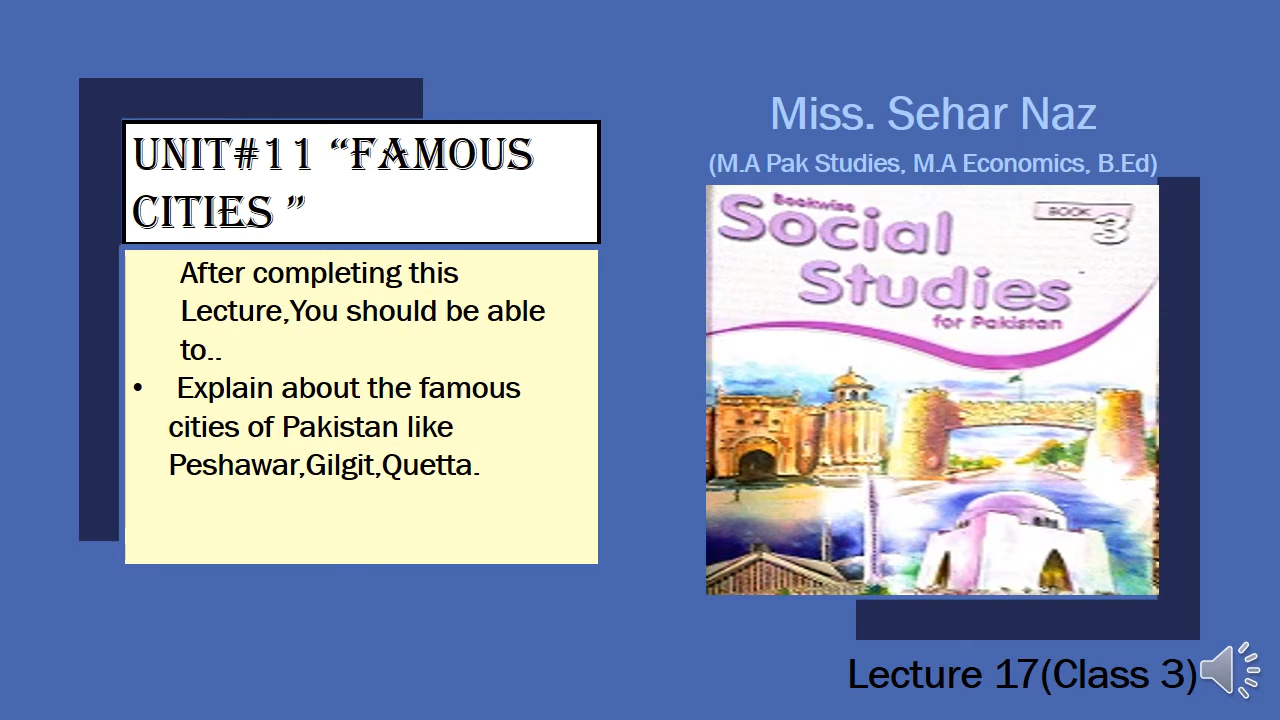 UNIT#11 “FAMOUS
CITIES ”
After completing this
Lecture,You should be able
to..
• Explain about the famous
cities of Pakistan like
Peshawar,Gilgit,Quetta.
Miss. Sehar Naz
(M.A Pak Studies, M.A Economics, B.Ed)
Bookwise
Social
Studies
for Pakistan
BOOK 3
Lecture 17(Class 3)